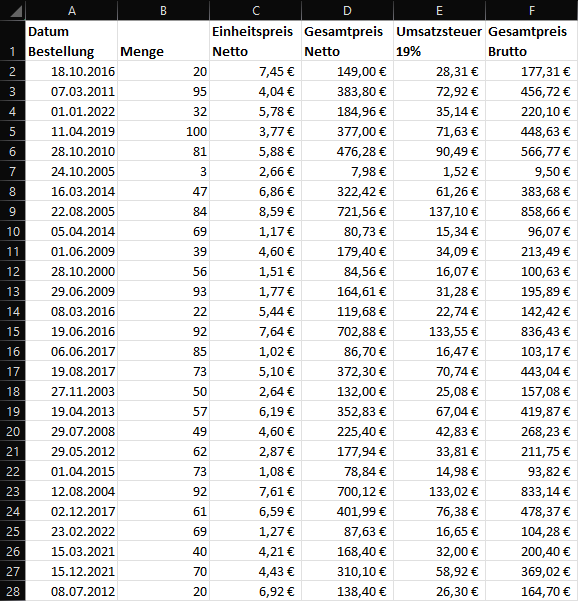 A B C D E F
Datum Einheitspreis Gesamtpreis Umsatzsteuer Gesamtpreis
1 Bestellung Menge Netto Netto 19% Brutto
2 18.10.2016 20 7,45 € 149,00 € 28,31 € 177,31 €
3 07.03.2011 95 4,04 € 383,80 € 72,92 € 456,72 €
4 01.01.2022 32 5,78 € 184,96 € 35,14 € 220,10 €
5 11.04.2019 100 3,77 € 377,00 € 71,63 € 448,63 €
6 28.10.2010 81 5,88 € 476,28 € 90,49 € 566,77 €
7 24.10.2005 3 2,66 € 7,98 € 1,52 € 9,50 €
8 16.03.2014 47 6,86 € 322,42 € 61,26 € 383,68 €
9 22.08.2005 84 8,59 € 721,56 € 137,10 € 858,66 €
10 05.04.2014 69 1,17 € 80,73 € 15,34 € 96,07 €
11 01.06.2009 39 4,60 € 179,40 € 34,09 € 213,49 €
12 28.10.2000 56 1,51 € 84,56 € 16,07 € 100,63 €
13 29.06.2009 93 1,77 € 164,61 € 31,28 € 195,89 €
14 08.03.2016 22 5,44 € 119,68 € 22,74 € 142,42 €
15 19.06.2016 92 7,64 € 702,88 € 133,55 € 836,43 €
16 06.06.2017 85 1,02 € 86,70 € 16,47 € 103,17 €
17 19.08.2017 73 5,10 € 372,30 € 70,74 € 443,04 €
18 27.11.2003 50 2,64 € 132,00 € 25,08 € 157,08 €
19 19.04.2013 57 6,19 € 352,83 € 67,04 € 419,87 €
20 29.07.2008 49 4,60 € 225,40 € 42,83 € 268,23 €
21 29.05.2012 62 2,87 € 177,94 € 33,81 € 211,75 €
22 01.04.2015 73 1,08 € 78,84 € 14,98 € 93,82 €
23 12.08.2004 92 7,61 € 700,12 € 133,02 € 833,14 €
24 02.12.2017 61 6,59 € 401,99 € 76,38 € 478,37 €
25 23.02.2022 69 1,27 € 87,63 € 16,65 € 104,28 €
26 15.03.2021 40 4,21 € 168,40 € 32,00 € 200,40 €
27 15.12.2021 70 4,43 € 310,10 € 58,92 € 369,02 €
28 08.07.2012 20 6,92 € 138,40 € 26,30 € 164,70 €